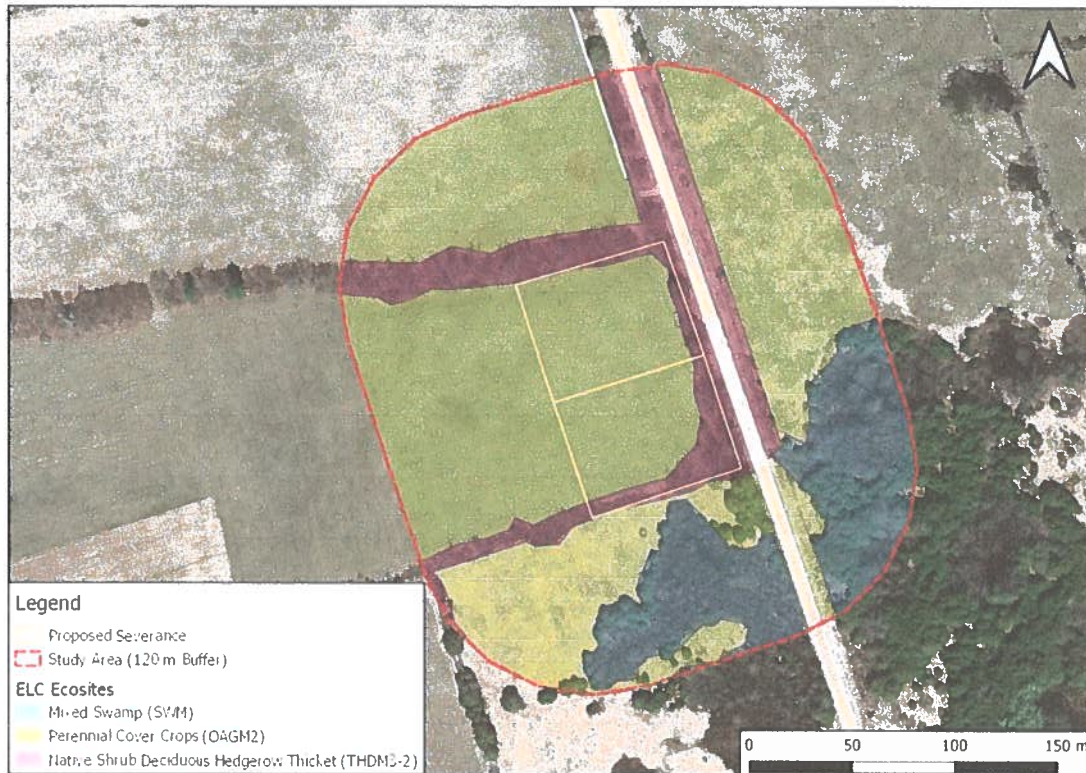 Legend
Proposed Severance
Study Area (120 m Buffer)
ELC Ecosites
Mixed Swamp (SWM)
Perennial Cover Crops (OAGM2)
Native Shrub Deciduous Hedgerow Thicket (THDM3-2)
0 50 100 150 m